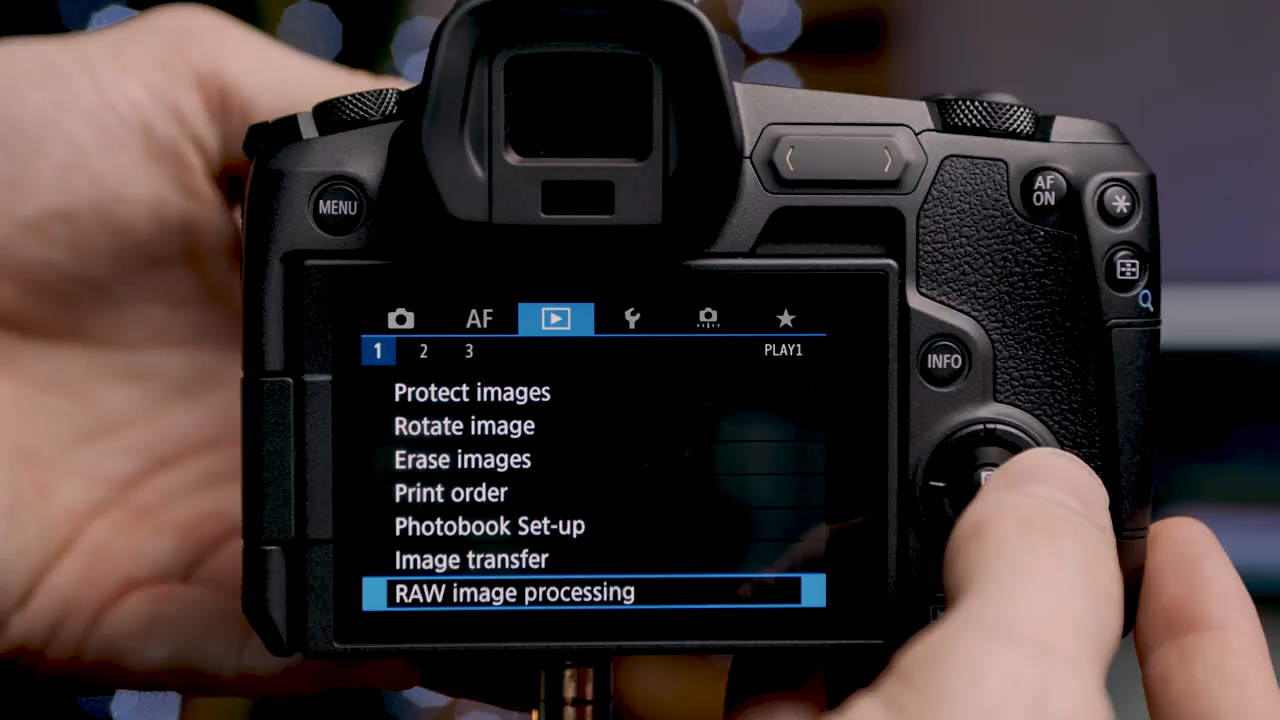 MENU
AF
ON
INFO
AF
1 2 3 PLAY1
Protect images
Rotate image
Erase images
Print order
Photobook Set-up
Image transfer
RAW image processing